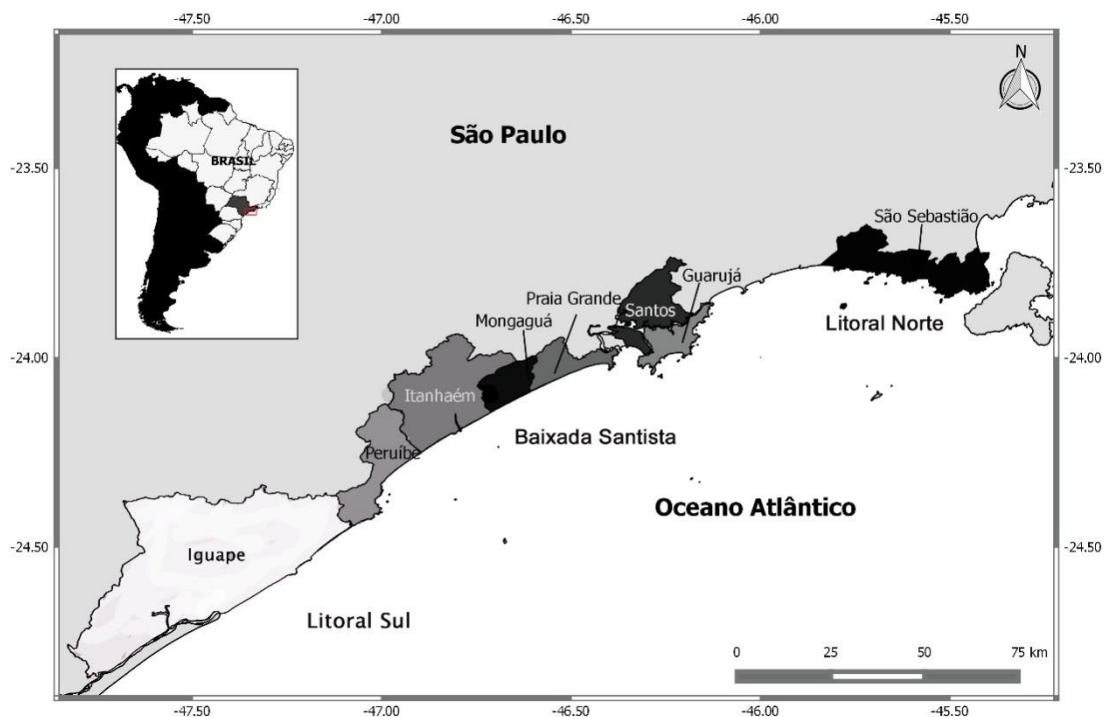 -47.50 -47.00 -46.50 -46.00 -45.50
N
BRASIL
São Paulo
-23.50 -23.50
São Sebastião
Guarujá
Praia Grande
Santos
Mongaguá
Litoral Norte
-24.00 -24.00
Itanhaém
Baixada Santista
Peruíbe
Oceano Atlântico
-24.50 -24.50
Iguape
Litoral Sul
0 25 50 75 km
-47.50 -47.00 -46.50 -46.00 -45.50